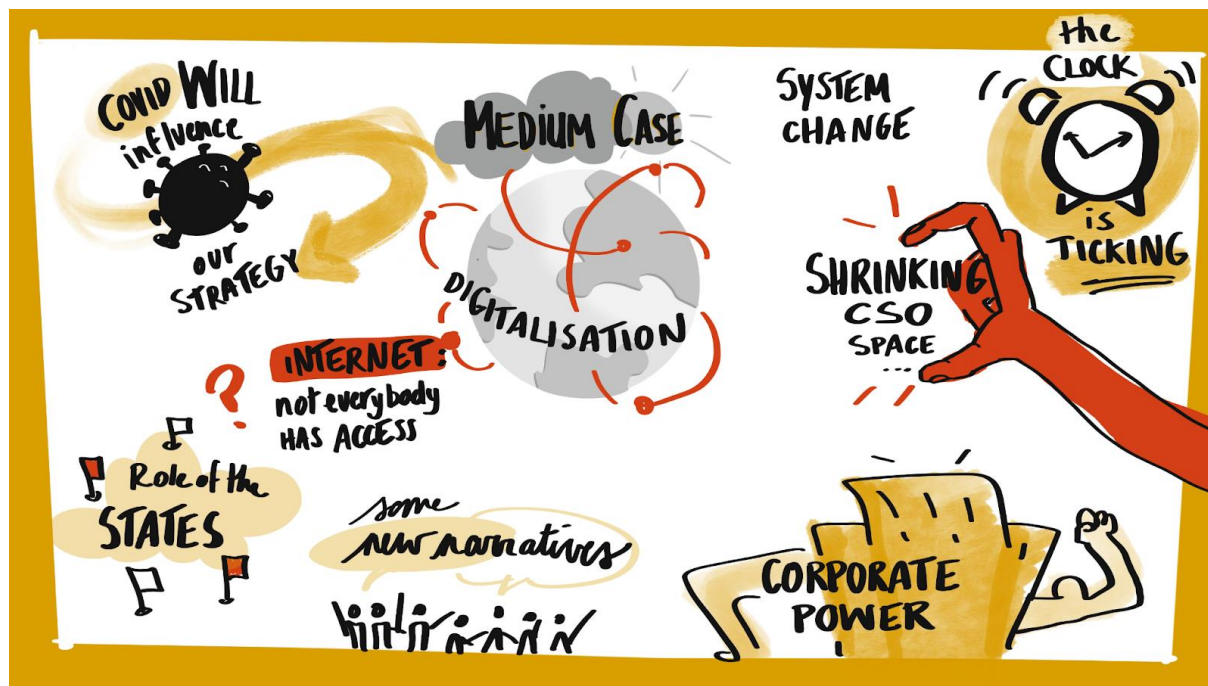 COVID WILL
influence
our
STRATEGY
MEDIUM CASE
DIGITALISATION
SYSTEM
CHANGE
the
CLOCK
is
TICKING
SHRINKING
CSO
SPACE
...
INTERNET:
not everybody
HAS ACCESS
?
Role of the
STATES
some
new narratives
CORPORATE
POWER